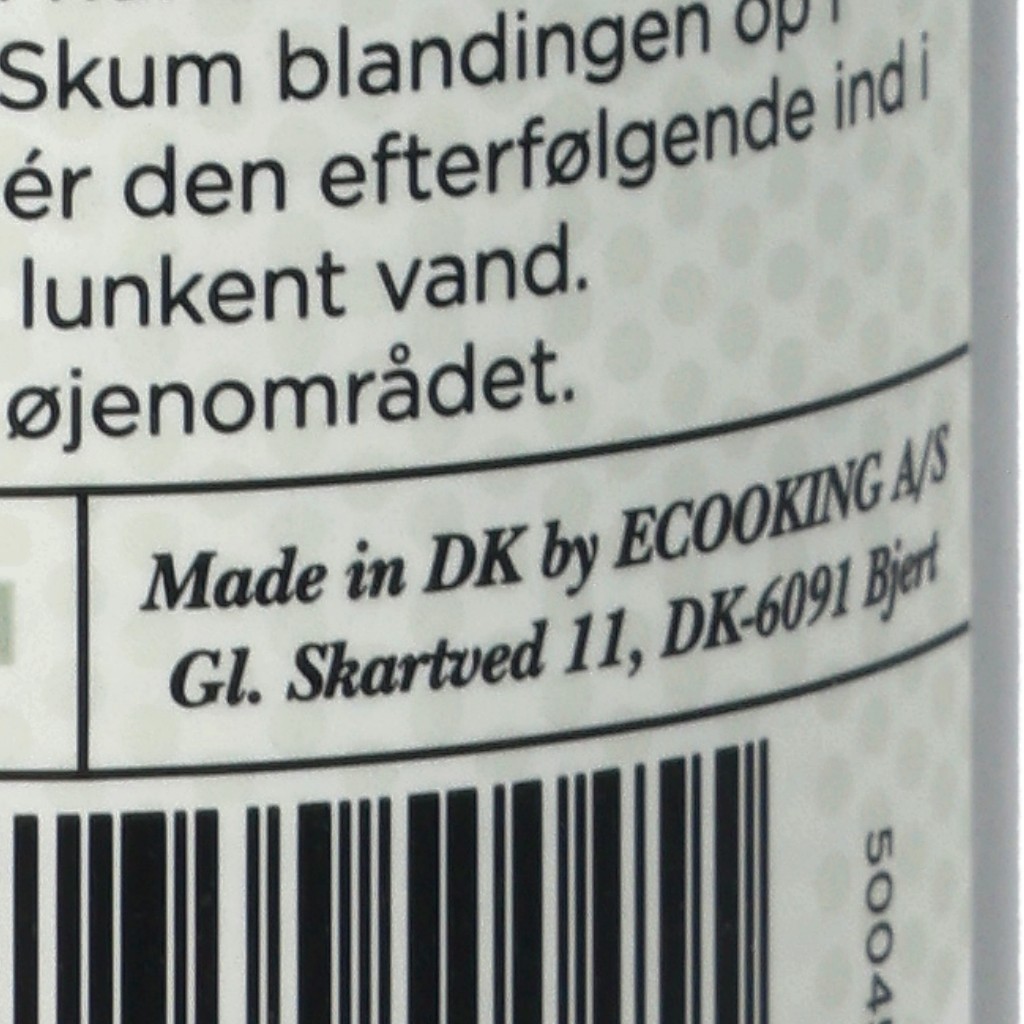 Skum blandingen op i
ér den efterfølgende ind i
lunkent vand.
øjenområdet.
Made in DK by ECOOKING A/S
Gl. Skartved 11, DK-6091 Bjert
5004